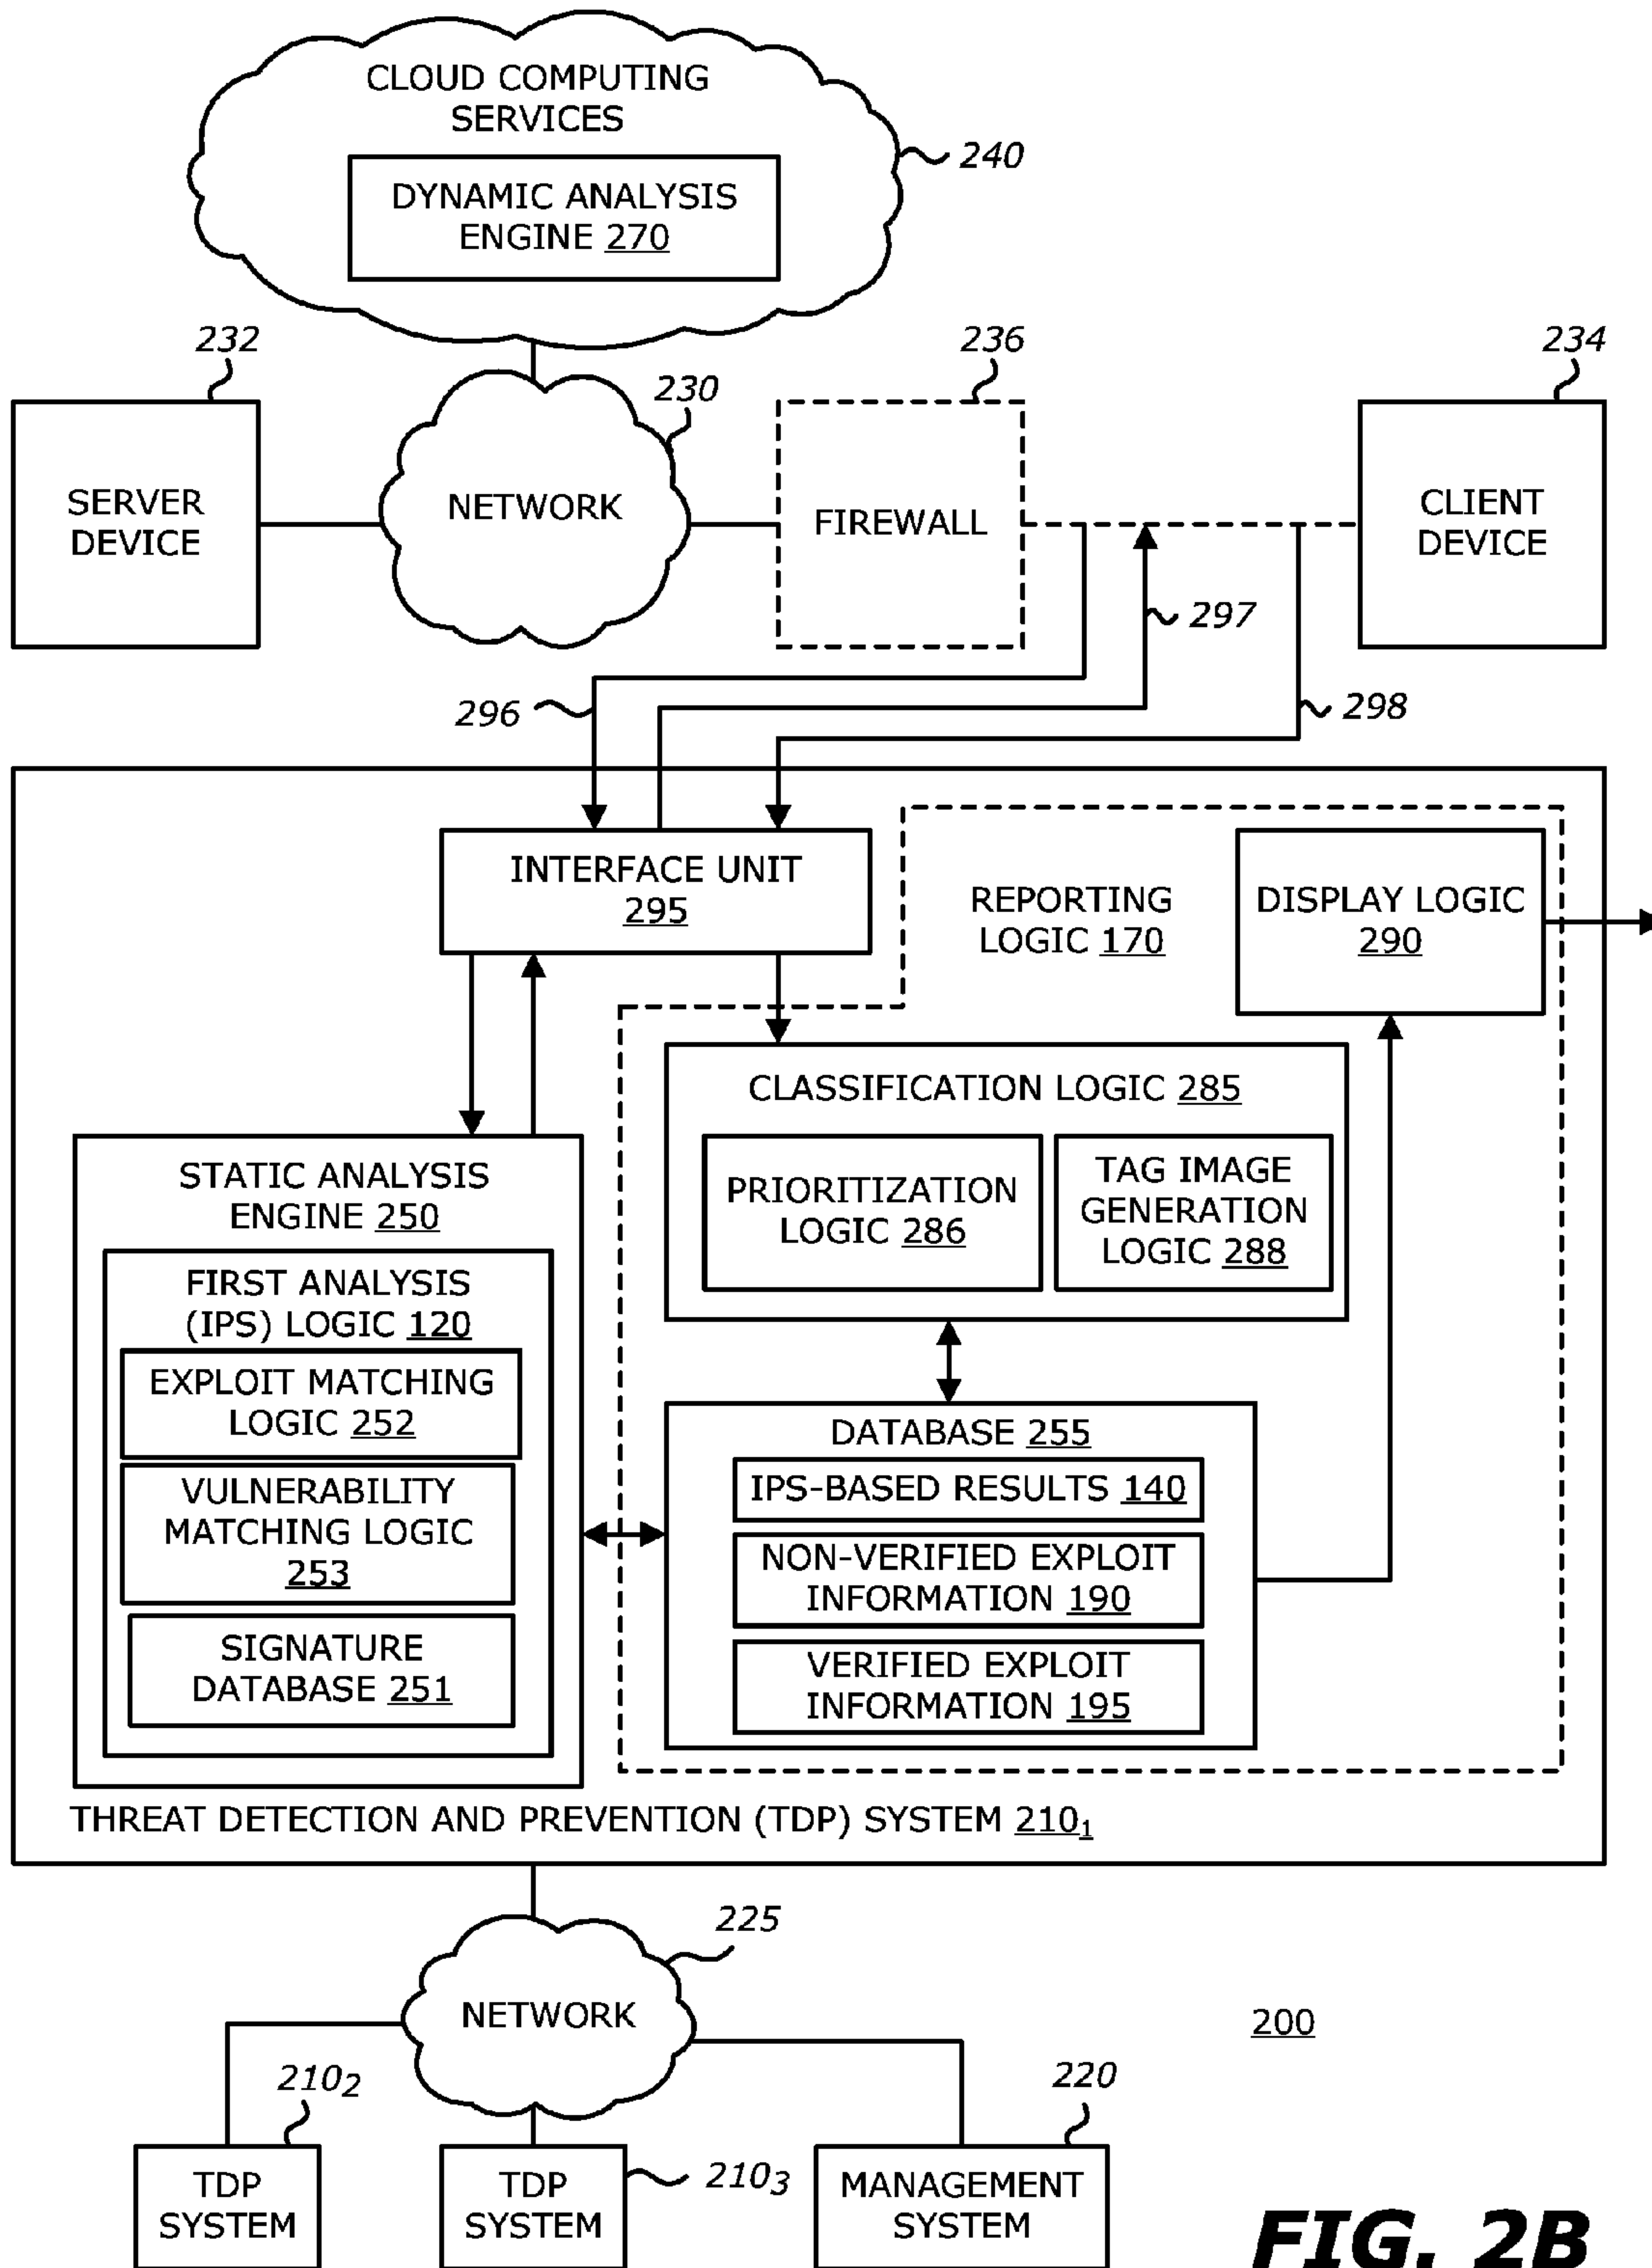 CLOUD COMPUTING
SERVICES
240
DYNAMIC ANALYSIS
ENGINE 270
232
236
234
230
SERVER
DEVICE
NETWORK
FIREWALL
CLIENT
DEVICE
297
296
298
INTERFACE UNIT
295
REPORTING
LOGIC 170
DISPLAY LOGIC
290
CLASSIFICATION LOGIC 285
PRIORITIZATION
LOGIC 286
TAG IMAGE
GENERATION
LOGIC 288
STATIC ANALYSIS
ENGINE 250
FIRST ANALYSIS
(IPS) LOGIC 120
EXPLOIT MATCHING
LOGIC 252
VULNERABILITY
MATCHING LOGIC
253
SIGNATURE
DATABASE 251
DATABASE 255
IPS-BASED RESULTS 140
NON-VERIFIED EXPLOIT
INFORMATION 190
VERIFIED EXPLOIT
INFORMATION 195
THREAT DETECTION AND PREVENTION (TDP) SYSTEM 210₁
225
NETWORK
200
210₂
220
TDP
SYSTEM
TDP
SYSTEM
210₃
MANAGEMENT
SYSTEM
FIG. 2B